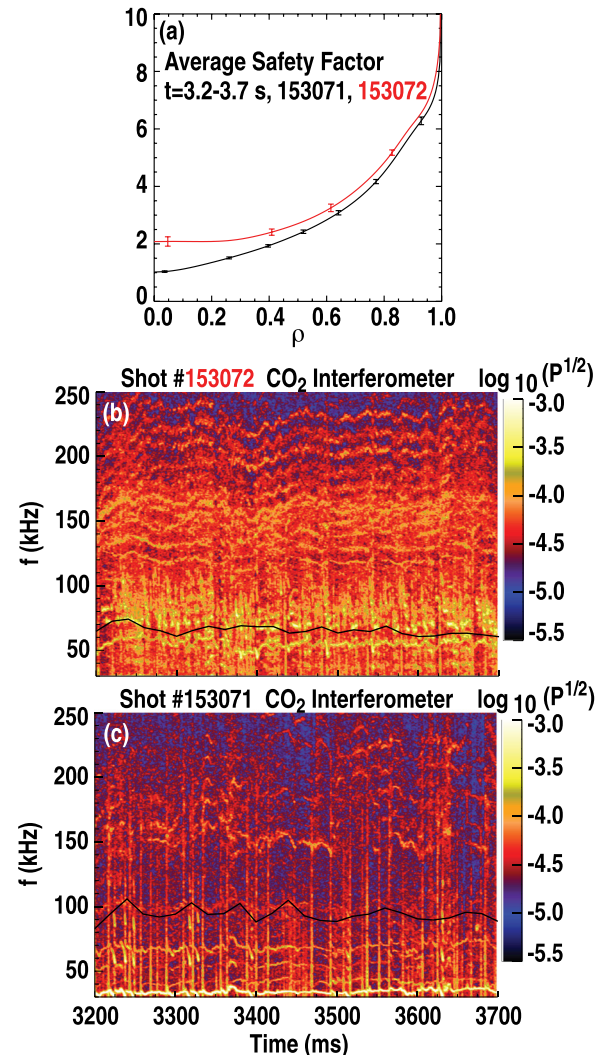 (a)
Average Safety Factor
t=3.2-3.7 s, 153071, 153072
10
8
6
4
2
0
0.0 0.2 0.4 0.6 0.8 1.0
ρ
Shot #153072 CO2 Interferometer log 10 (P1/2)
(b)
250
200
150
100
50
f (kHz)
-3.0
-3.5
-4.0
-4.5
-5.0
-5.5
Shot #153071 CO2 Interferometer log 10 (P1/2)
(c)
250
200
150
100
50
f (kHz)
-3.0
-3.5
-4.0
-4.5
-5.0
-5.5
3200 3300 3400 3500 3600 3700
Time (ms)